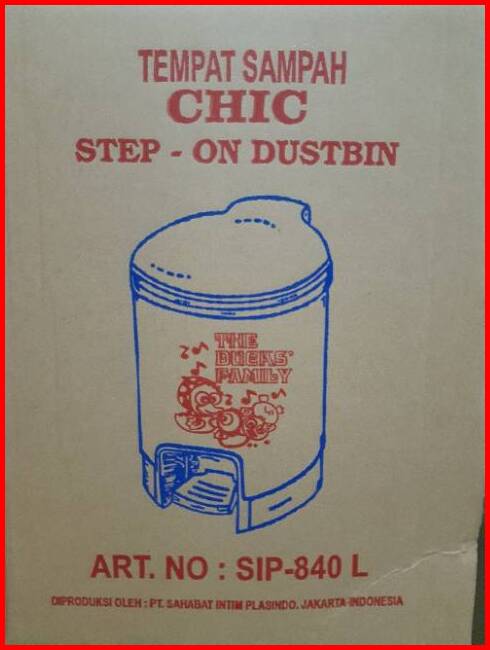 TEMPAT SAMPAH
CHIC
STEP - ON DUSTBIN
THE
DUCKS'
FAMILY
ART. NO : SIP-840 L
DIPRODUKSI OLEH : PT. SAHABAT INTIM PLASINDO. JAKARTA-INDONESIA